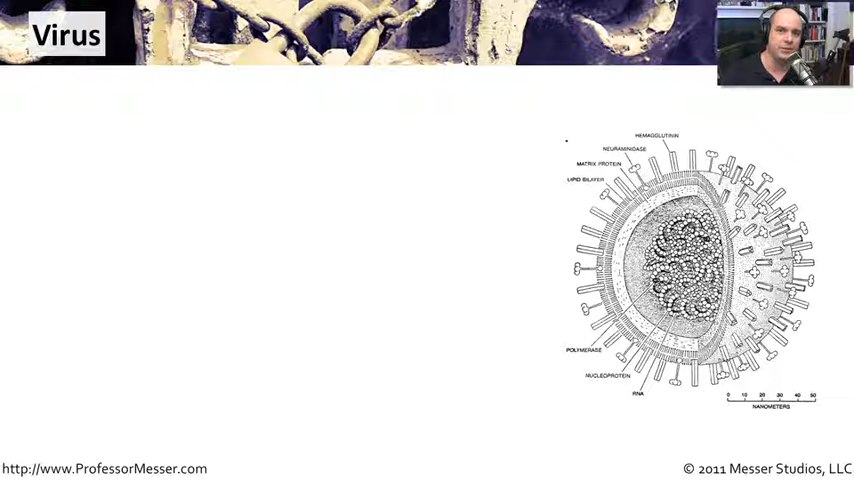 Virus
HEMAGGLUTININ
NEURAMINIDASE
MATRIX PROTEIN
LIPID BILAYER
POLYMERASE
NUCLEOPROTEIN
RNA
0 10 20 30 40 50
NANOMETERS
http://www.ProfessorMesser.com
© 2011 Messer Studios, LLC